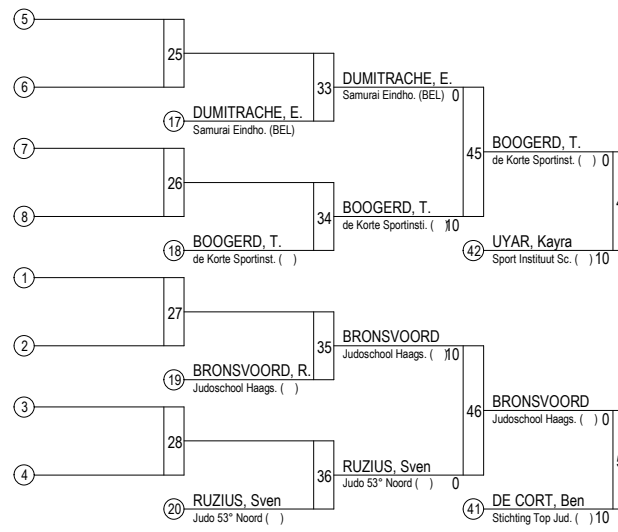 5
25
6
33
DUMITRACHE, E.
Samurai Eindho. (BEL) 0
17
DUMITRACHE, E.
Samurai Eindho. (BEL)
45
BOOGERD, T.
de Korte Sportinst. ( ) 0
7
26
8
34
BOOGERD, T.
de Korte Sportinsti. ( ) 10
18
BOOGERD, T.
de Korte Sportinst. ( )
42
UYAR, Kayra
Sport Instituut Sc. ( ) 10
1
27
2
35
BRONSVOORD
Judoschool Haags. ( ) 10
19
BRONSVOORD, R.
Judoschool Haags. ( )
46
BRONSVOORD
Judoschool Haags. ( ) 0
3
28
4
36
RUZIUS, Sven
Judo 53° Noord ( ) 0
20
RUZIUS, Sven
Judo 53° Noord ( )
41
DE CORT, Ben
Stichting Top Jud. ( ) 10